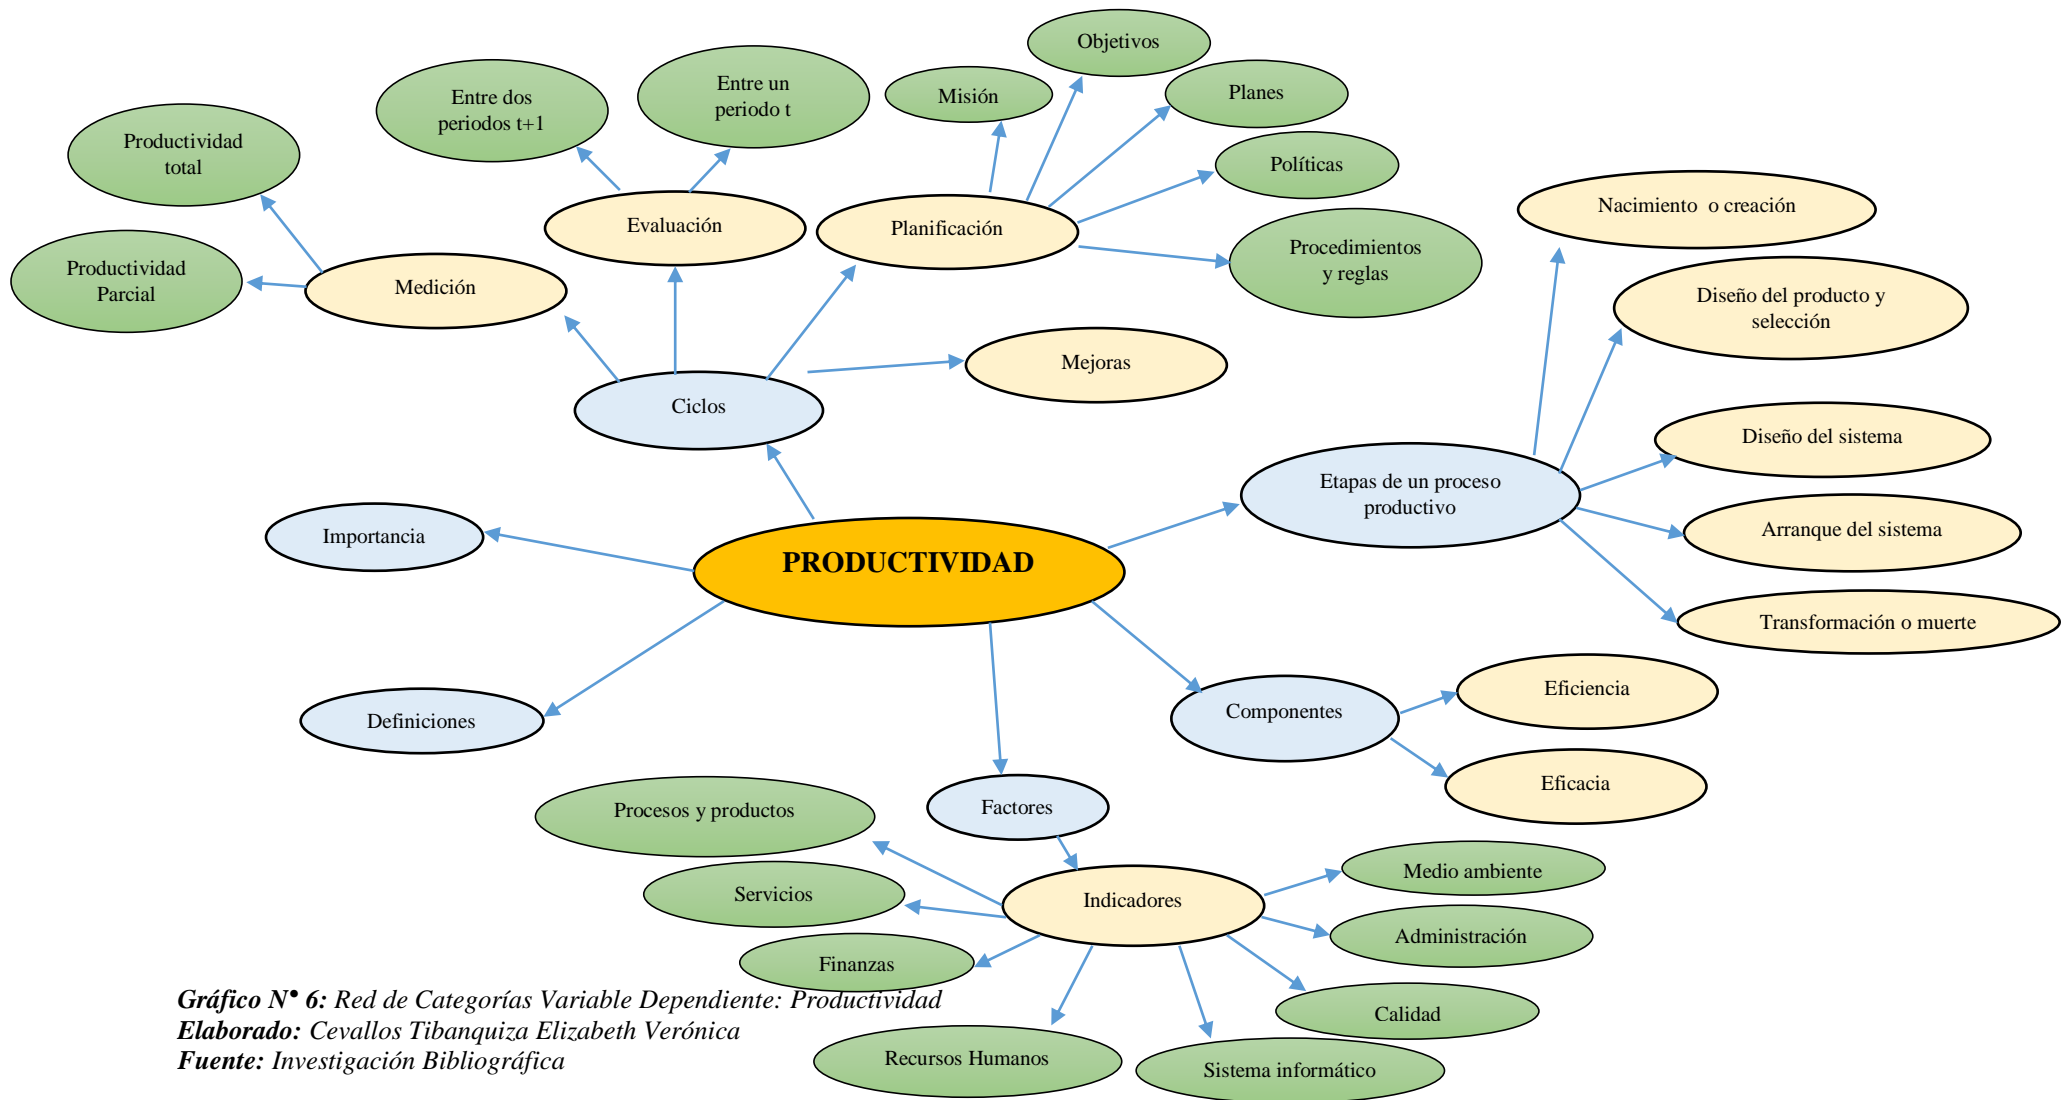 Objetivos
Entre un
periodo t
Entre dos
periodos t+1
Misión
Planes
Productividad
total
Políticas
Nacimiento o creación
Evaluación
Planificación
Procedimientos
y reglas
Productividad
Parcial
Medición
Diseño del producto y
selección
Mejoras
Ciclos
Diseño del sistema
Etapas de un proceso
productivo
Importancia
Arranque del sistema
PRODUCTIVIDAD
Transformación o muerte
Eficiencia
Definiciones
Componentes
Eficacia
Factores
Procesos y productos
Medio ambiente
Servicios
Indicadores
Administración
Finanzas
Calidad
Recursos Humanos
Sistema informático
Gráfico N° 6: Red de Categorías Variable Dependiente: Productividad
Elaborado: Cevallos Tibanquiza Elizabeth Verónica
Fuente: Investigación Bibliográfica